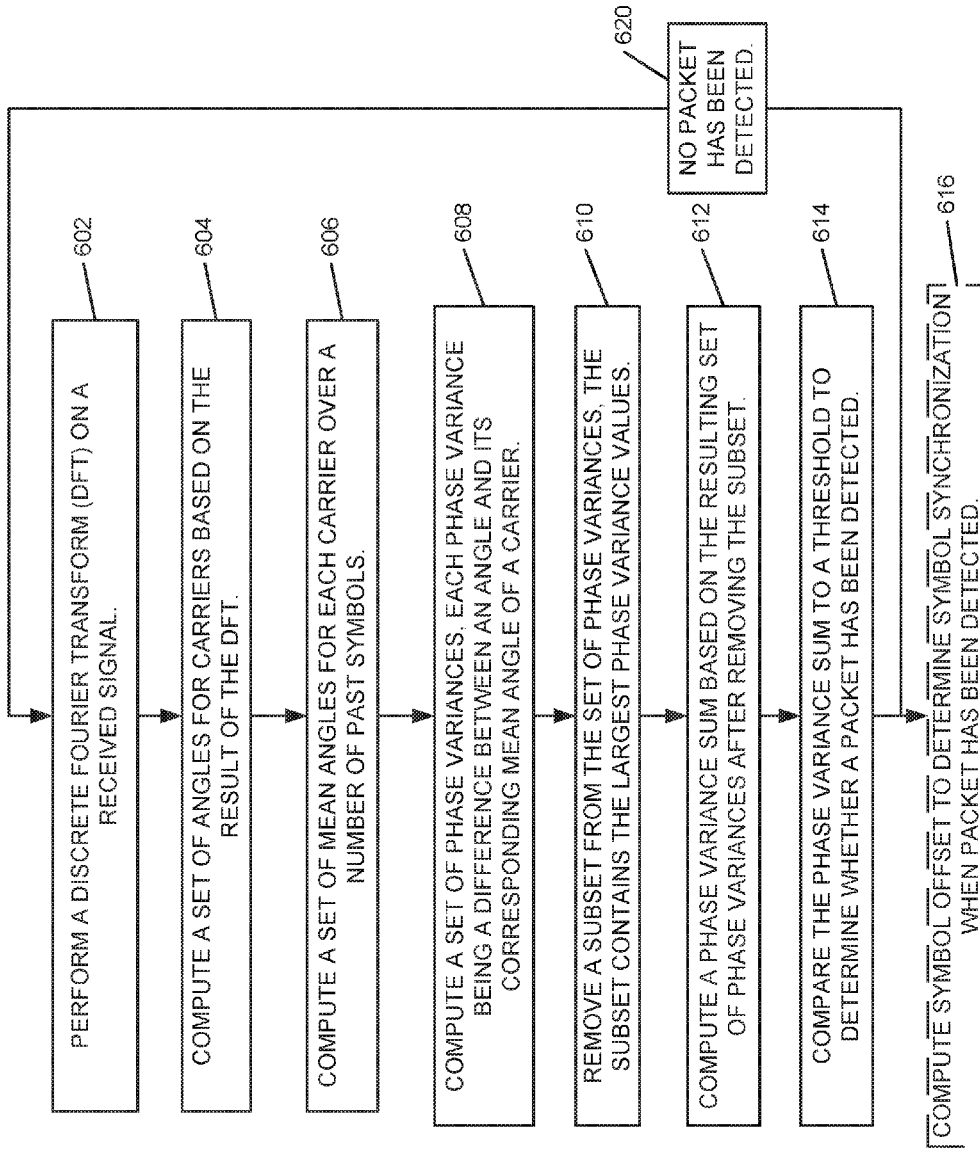 PERFORM A DISCRETE FOURIER TRANSFORM (DFT) ON A
RECEIVED SIGNAL.
602
COMPUTE A SET OF ANGLES FOR CARRIERS BASED ON THE
RESULT OF THE DFT.
604
COMPUTE A SET OF MEAN ANGLES FOR EACH CARRIER OVER A
NUMBER OF PAST SYMBOLS.
606
COMPUTE A SET OF PHASE VARIANCES, EACH PHASE VARIANCE
BEING A DIFFERENCE BETWEEN AN ANGLE AND ITS
CORRESPONDING MEAN ANGLE OF A CARRIER.
608
REMOVE A SUBSET FROM THE SET OF PHASE VARIANCES, THE
SUBSET CONTAINS THE LARGEST PHASE VARIANCE VALUES.
610
COMPUTE A PHASE VARIANCE SUM BASED ON THE RESULTING SET
OF PHASE VARIANCES AFTER REMOVING THE SUBSET.
612
COMPARE THE PHASE VARIANCE SUM TO A THRESHOLD TO
DETERMINE WHETHER A PACKET HAS BEEN DETECTED.
614
NO PACKET
HAS BEEN
DETECTED.
620
COMPUTE SYMBOL OFFSET TO DETERMINE SYMBOL SYNCHRONIZATION
WHEN PACKET HAS BEEN DETECTED.
616